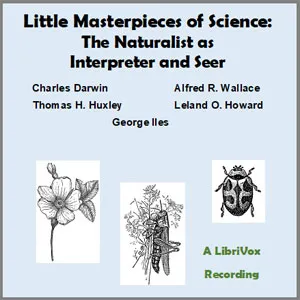 Little Masterpieces of Science:
The Naturalist as
Interpreter and Seer
Charles Darwin Alfred R. Wallace
Thomas H. Huxley Leland O. Howard
George Iles
A LibriVox
Recording